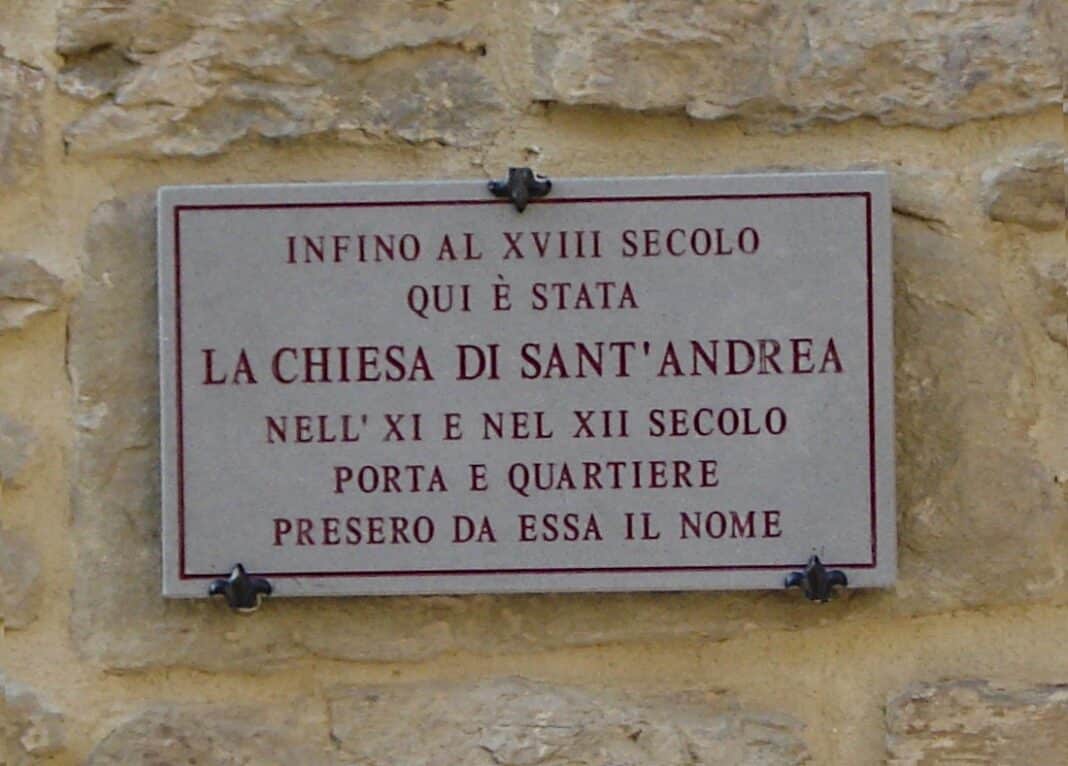 INFINO AL XVIII SECOLO
QUI È STATA
LA CHIESA DI SANT'ANDREA
NELL' XI E NEL XII SECOLO
PORTA E QUARTIERE
PRESERO DA ESSA IL NOME